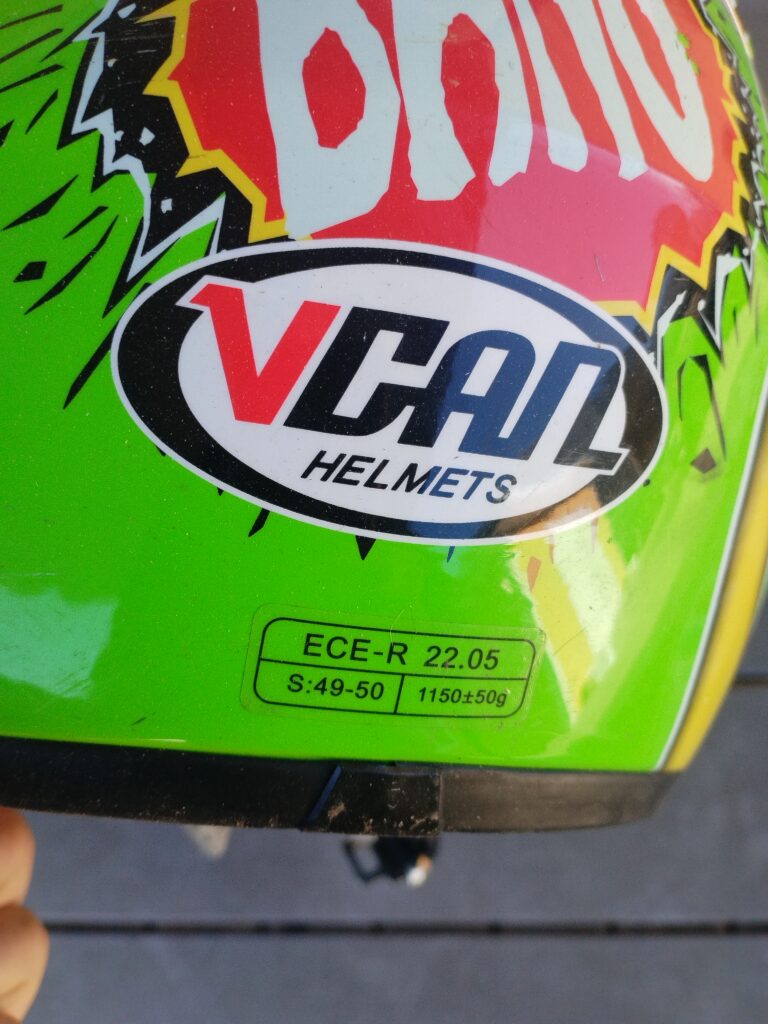 VCAN
HELMETS
ECE-R 22.05
S:49-50 1150±50g